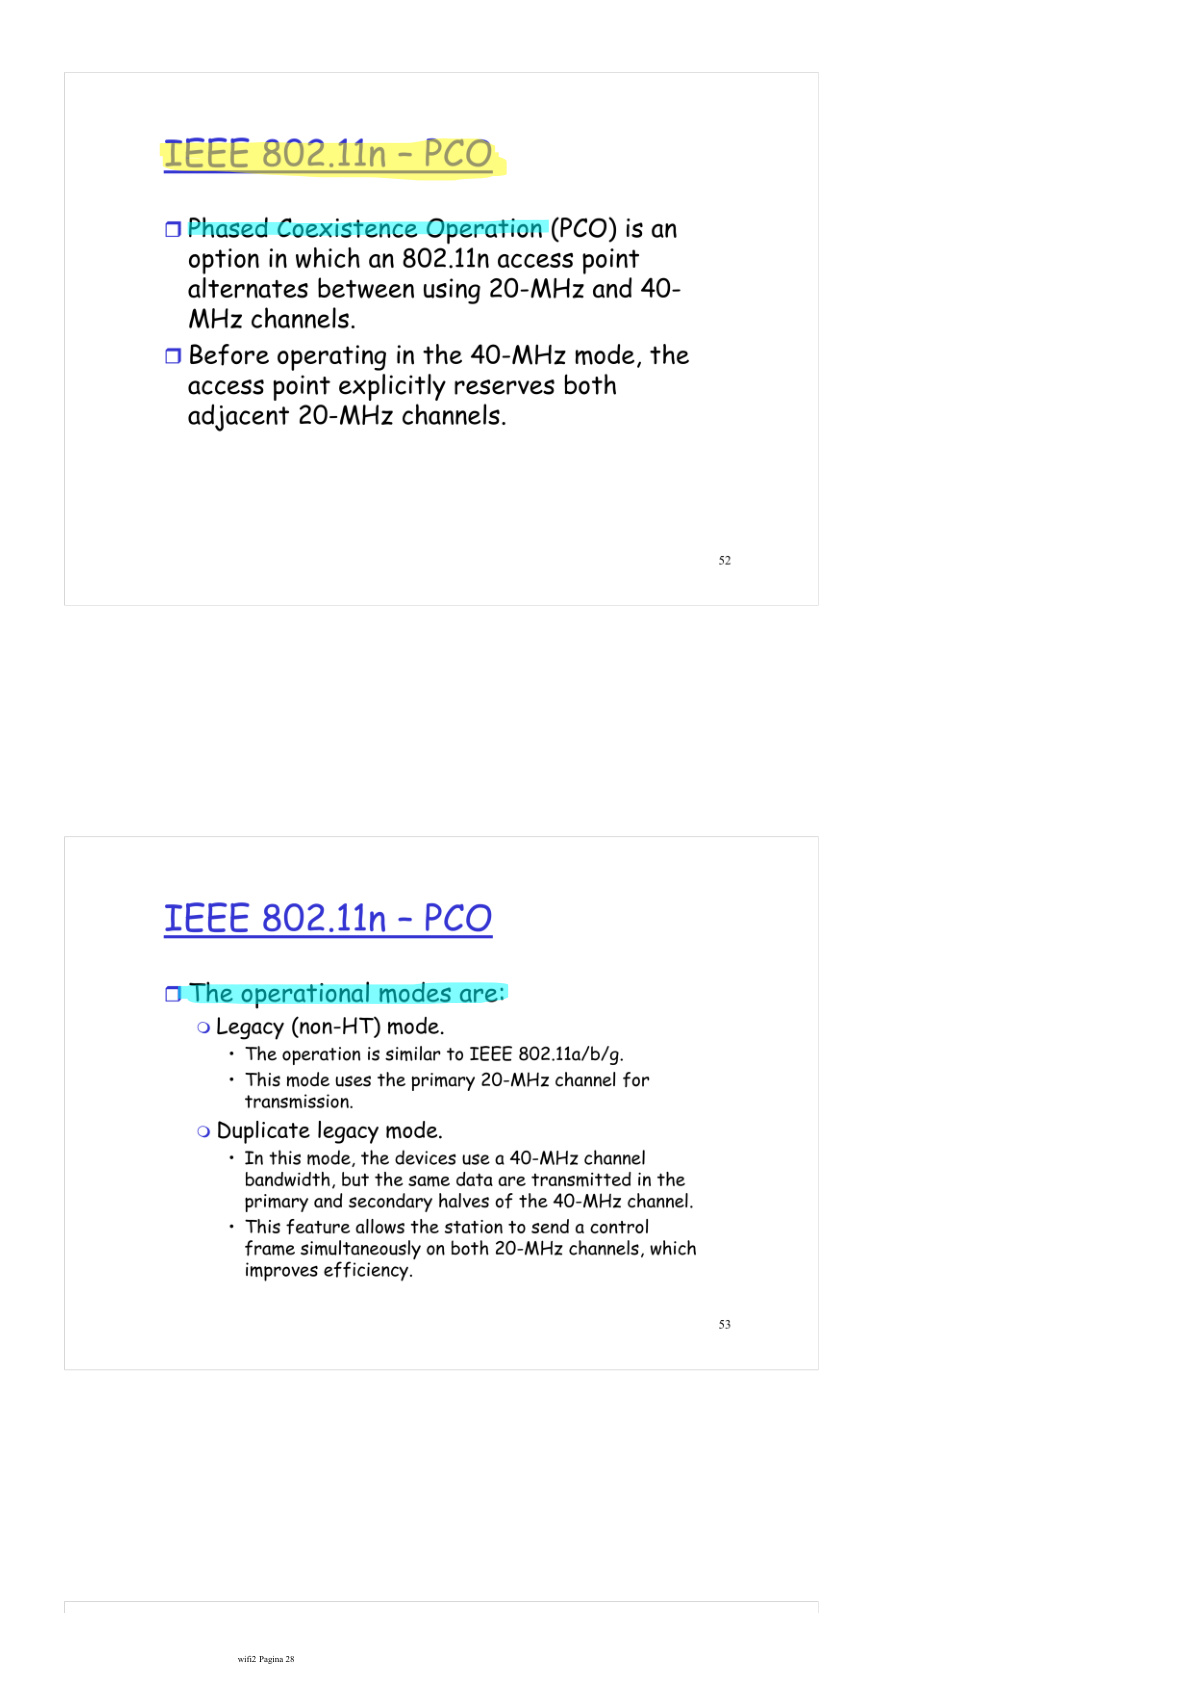 IEEE 802.11n – PCO
Phased Coexistence Operation (PCO) is an
option in which an 802.11n access point
alternates between using 20-MHz and 40-
MHz channels.
Before operating in the 40-MHz mode, the
access point explicitly reserves both
adjacent 20-MHz channels.
52
IEEE 802.11n – PCO
The operational modes are:
Legacy (non-HT) mode.
• The operation is similar to IEEE 802.11a/b/g.
• This mode uses the primary 20-MHz channel for
transmission.
Duplicate legacy mode.
• In this mode, the devices use a 40-MHz channel
bandwidth, but the same data are transmitted in the
primary and secondary halves of the 40-MHz channel.
• This feature allows the station to send a control
frame simultaneously on both 20-MHz channels, which
improves efficiency.
53
wifi2 Pagina 28